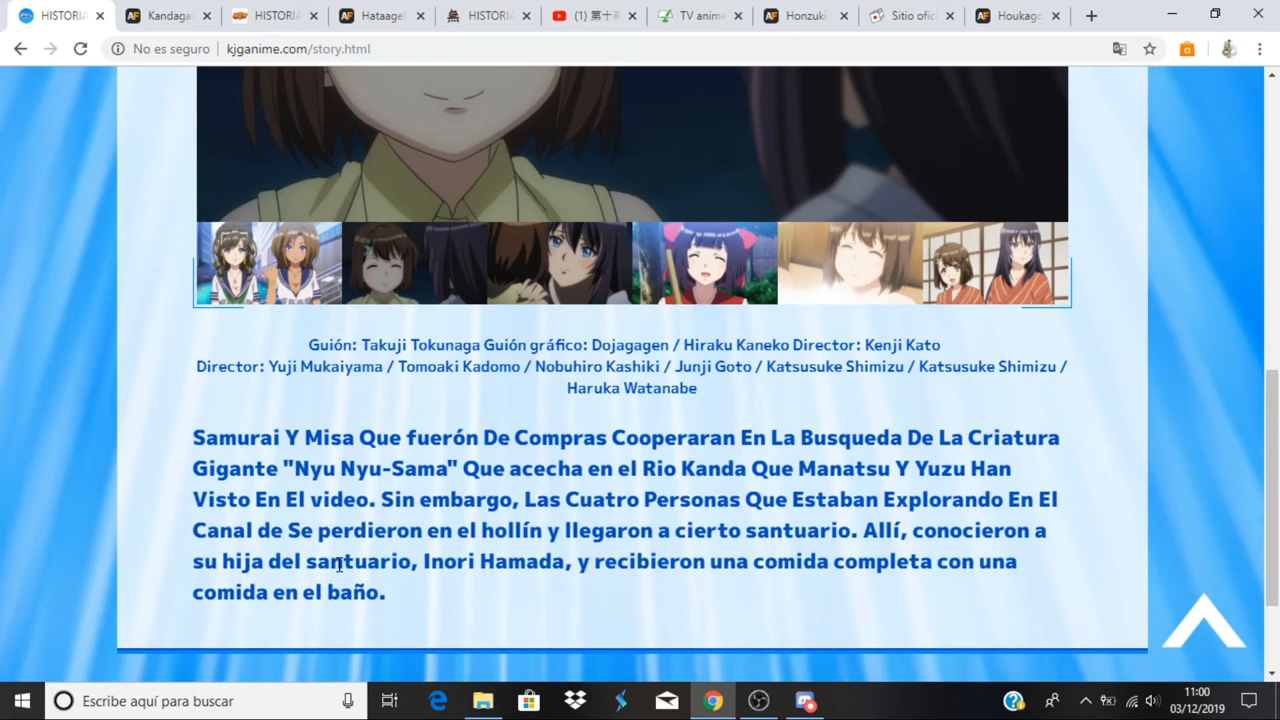 HISTORIA
Kandaga
HISTORIA
Hataagel
HISTORIA
(1) 第十
TV anime
Honzuki
Sitio ofic
Houkago
No es seguro
kjganime.com/story.html
Guión: Takuji Tokunaga Guión gráfico: Dojagagen / Hiraku Kaneko Director: Kenji Kato
Director: Yuji Mukaiyama / Tomoaki Kadomo / Nobuhiro Kashiki / Junji Goto / Katsusuke Shimizu / Katsusuke Shimizu /
Haruka Watanabe
Samurai Y Misa Que fuerón De Compras Cooperaran En La Busqueda De La Criatura
Gigante "Nyu Nyu-Sama" Que acecha en el Rio Kanda Que Manatsu Y Yuzu Han
Visto En El video. Sin embargo, Las Cuatro Personas Que Estaban Explorando En El
Canal de Se perdieron en el hollín y llegaron a cierto santuario. Allí, conocieron a
su hija del santuario, Inori Hamada, y recibieron una comida completa con una
comida en el baño.
Escribe aquí para buscar
11:00
03/12/2019